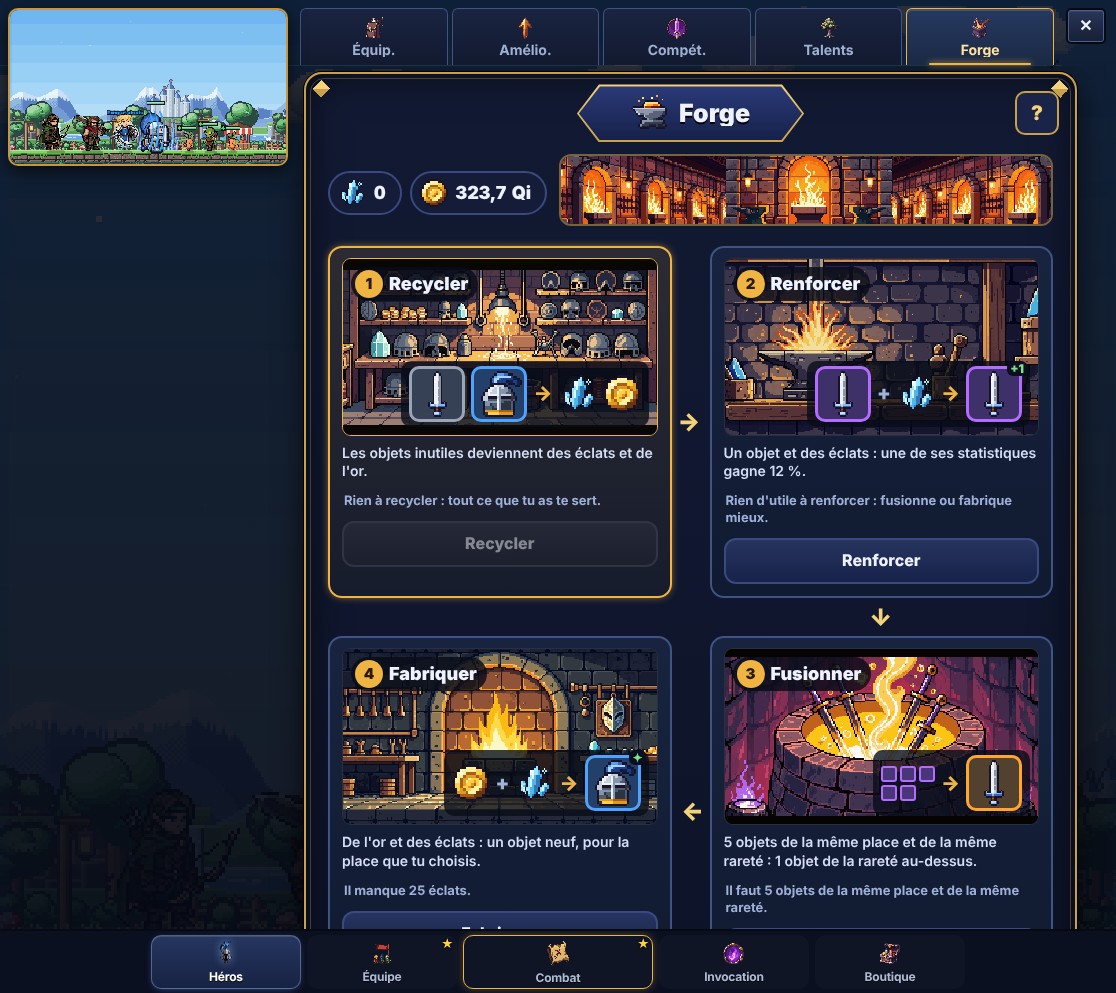 Équip.
Amélio.
Compét.
Talents
Forge
×
Forge
?
0
323,7 Qi
1 Recycler
Les objets inutiles deviennent des éclats et de
l'or.
Rien à recycler : tout ce que tu as te sert.
Recycler
2 Renforcer
+1
+
Un objet et des éclats : une de ses statistiques
gagne 12 %.
Rien d'utile à renforcer : fusionne ou fabrique
mieux.
Renforcer
4 Fabriquer
+
De l'or et des éclats : un objet neuf, pour la
place que tu choisis.
Il manque 25 éclats.
3 Fusionner
5 objets de la même place et de la même
rareté : 1 objet de la rareté au-dessus.
Il faut 5 objets de la même place et de la même
rareté.
Héros
Équipe
Combat
Invocation
Boutique